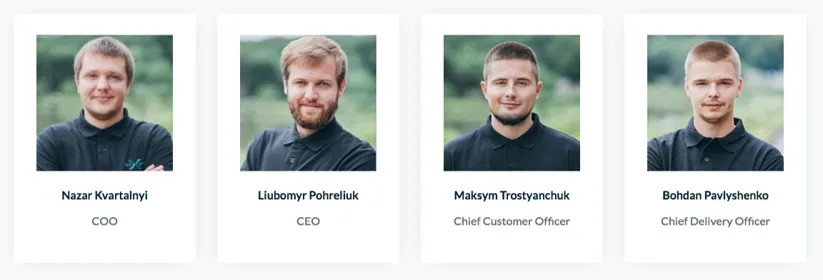 Nazar Kvartalnyi
COO
Liubomyr Pohreliuk
CEO
Maksym Trostyanchuk
Chief Customer Officer
Bohdan Pavlyshenko
Chief Delivery Officer